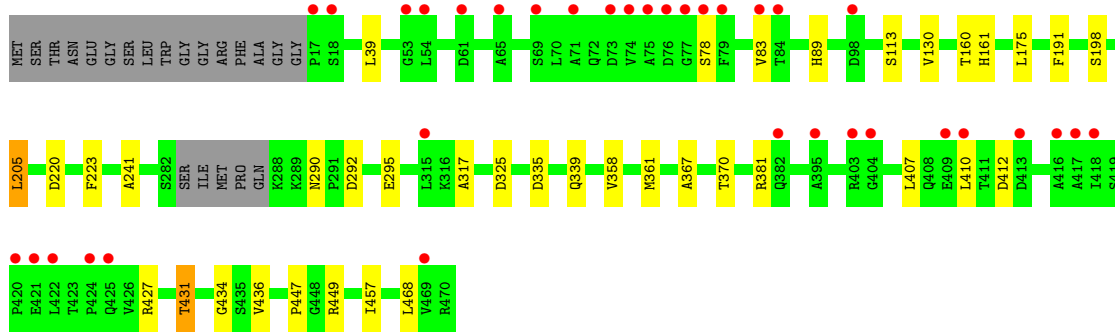 MET SER THR ASN GLU GLY SER LEU TRP GLY GLY ARG PHE ALA GLY GLY P17 S18 L39 G53 L54 D61 A65 S69 L70 A71 Q72 D73 V74 A75 D76 G77 S78 F79 V83 T84 H89 D98 S113 V130 T160 H161 L175 F191 S198
L205 D220 F223 A241 S282 SER ILE MET PRO GLN K288 K289 N290 P291 D292 E295 L315 K316 A317 D325 D335 Q339 V358 M361 A367 T370 R381 Q382 A395 R403 G404 L407 Q408 E409 L410 T411 D412 D413 A416 A417 I418 S419
P420 E421 L422 T423 P424 Q425 V426 R427 T431 G434 S435 V436 P447 G448 R449 I457 L468 V469 R470